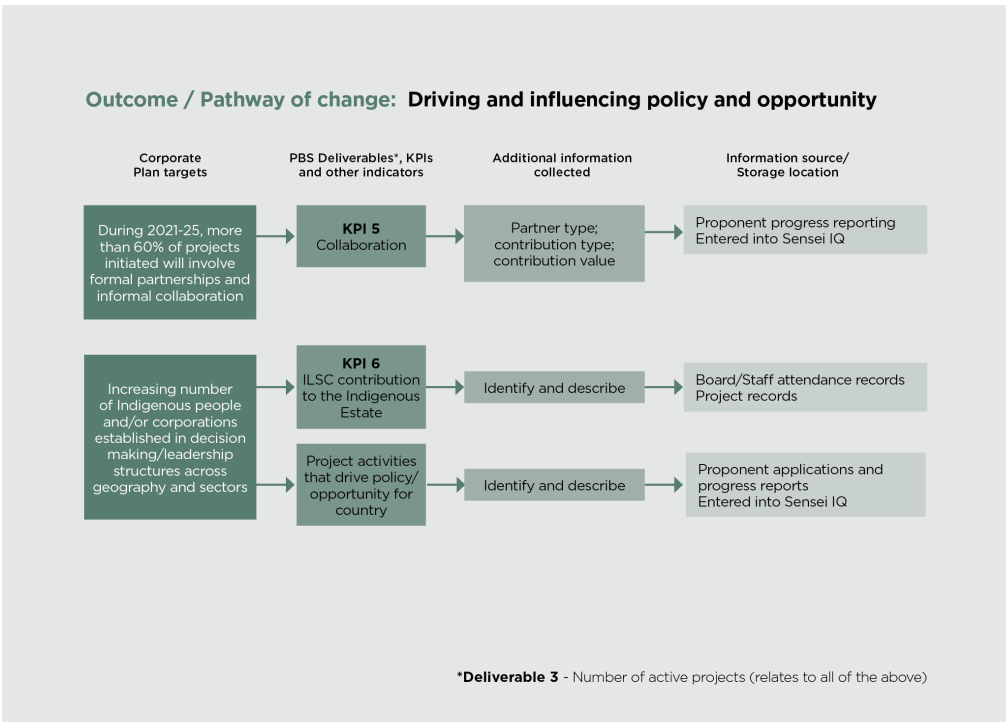 Outcome / Pathway of change: Driving and influencing policy and opportunity
Corporate
Plan targets
PBS Deliverables*, KPIs
and other indicators
Additional information
collected
Information source/
Storage location
During 2021-25, more
than 60% of projects
initiated will involve
formal partnerships and
informal collaboration
KPI 5
Collaboration
Partner type;
contribution type;
contribution value
Proponent progress reporting
Entered into Sensei IQ
Increasing number
of Indigenous people
and/or corporations
established in decision
making/leadership
structures across
geography and sectors
KPI 6
ILSC contribution
to the Indigenous
Estate
Identify and describe
Board/Staff attendance records
Project records
Project activities
that drive policy/
opportunity for
country
Identify and describe
Proponent applications and
progress reports
Entered into Sensei IQ
*Deliverable 3 - Number of active projects (relates to all of the above)